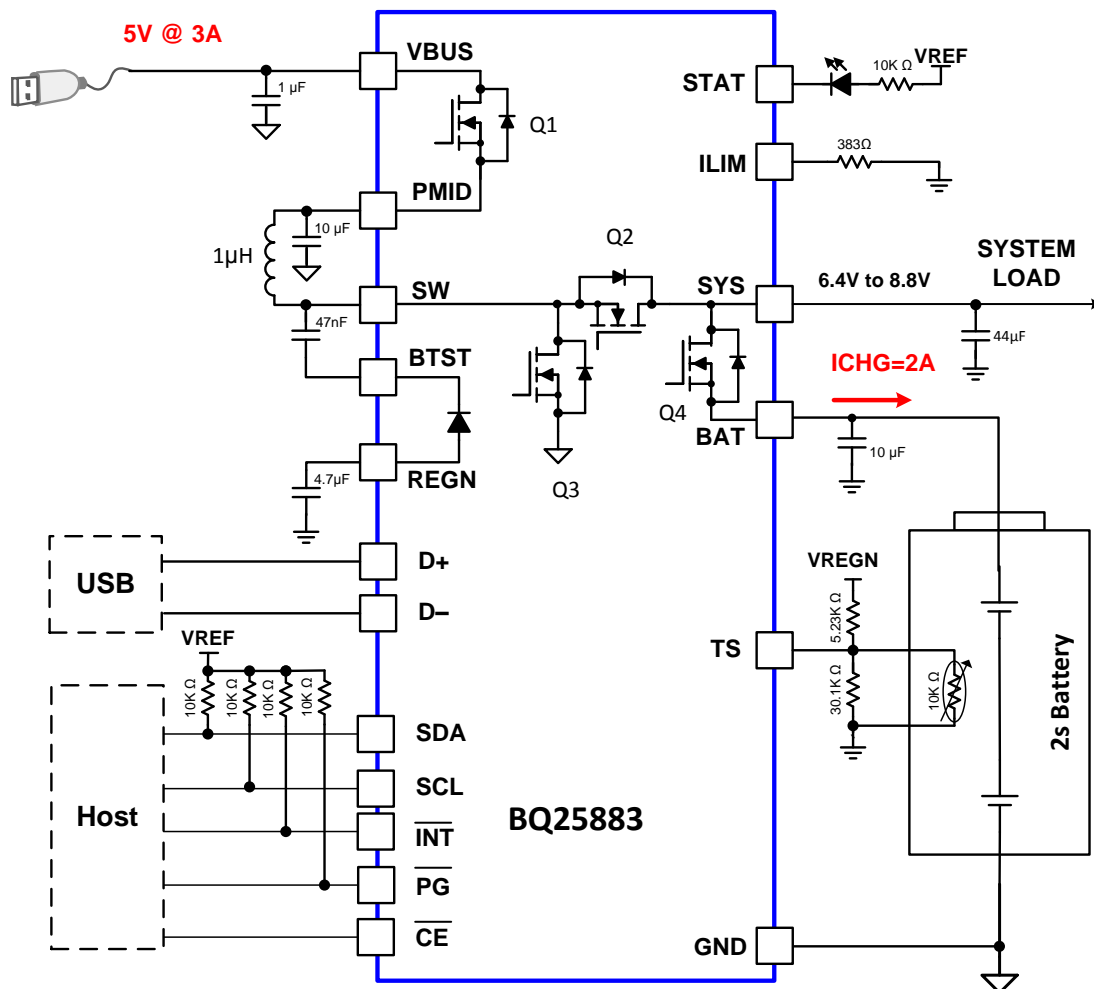 5V @ 3A
VBUS
1 µF
Q1
STAT
10K Ω
VREF
ILIM
383Ω
PMID
10 µF
1µH
Q2
SW
SYS
6.4V to 8.8V
SYSTEM
LOAD
47nF
44µF
BTST
ICHG=2A
Q4
BAT
10 µF
REGN
4.7µF
Q3
D+
USB
D–
VREGN
5.23K Ω
TS
30.1K Ω
10K Ω
2s Battery
VREF
10K Ω
10K Ω
10K Ω
10K Ω
SDA
SCL
Host
INT
BQ25883
PG
CE
GND